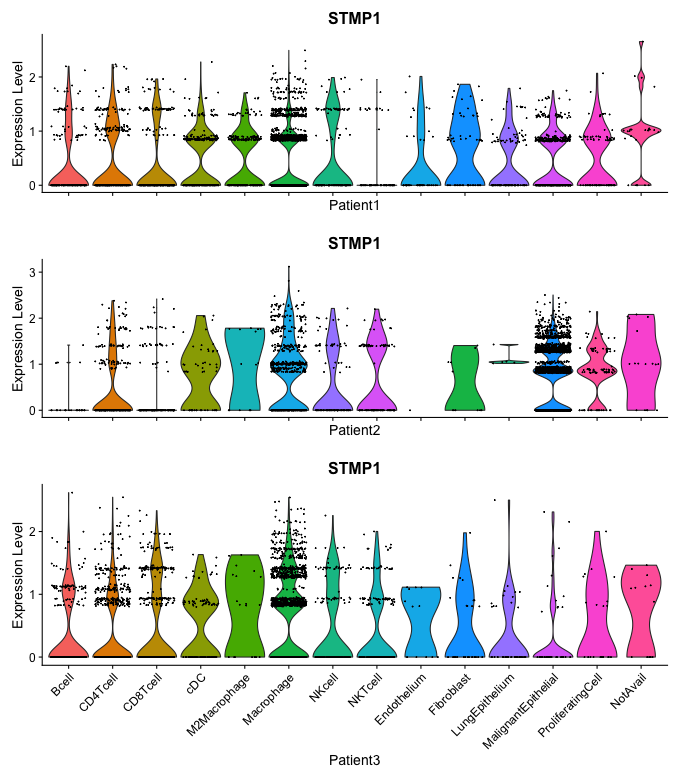 STMP1
Expression Level
2
1
0
Patient1
STMP1
Expression Level
3
2
1
0
Patient2
STMP1
Expression Level
2
1
0
Bcell
CD4Tcell
CD8Tcell
cDC
M2Macrophage
Macrophage
NKcell
NKTcell
Endothelium
Fibroblast
LungEpithelium
MalignantEpithelial
ProliferatingCell
NotAvail
Patient3